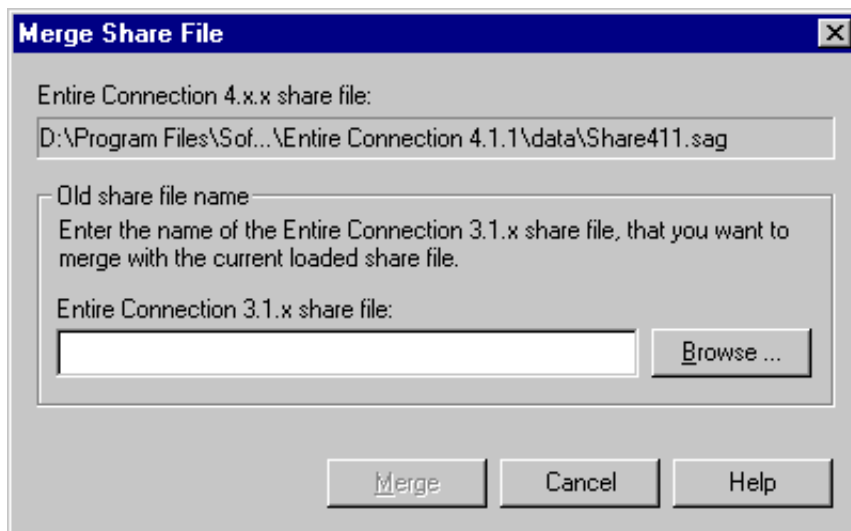 Merge Share File
Entire Connection 4.x.x share file:
D:\Program Files\Sof...\Entire Connection 4.1.1\data\Share411.sag
Old share file name
Enter the name of the Entire Connection 3.1.x share file, that you want to
merge with the current loaded share file.
Entire Connection 3.1.x share file:
Browse ...
Merge
Cancel
Help